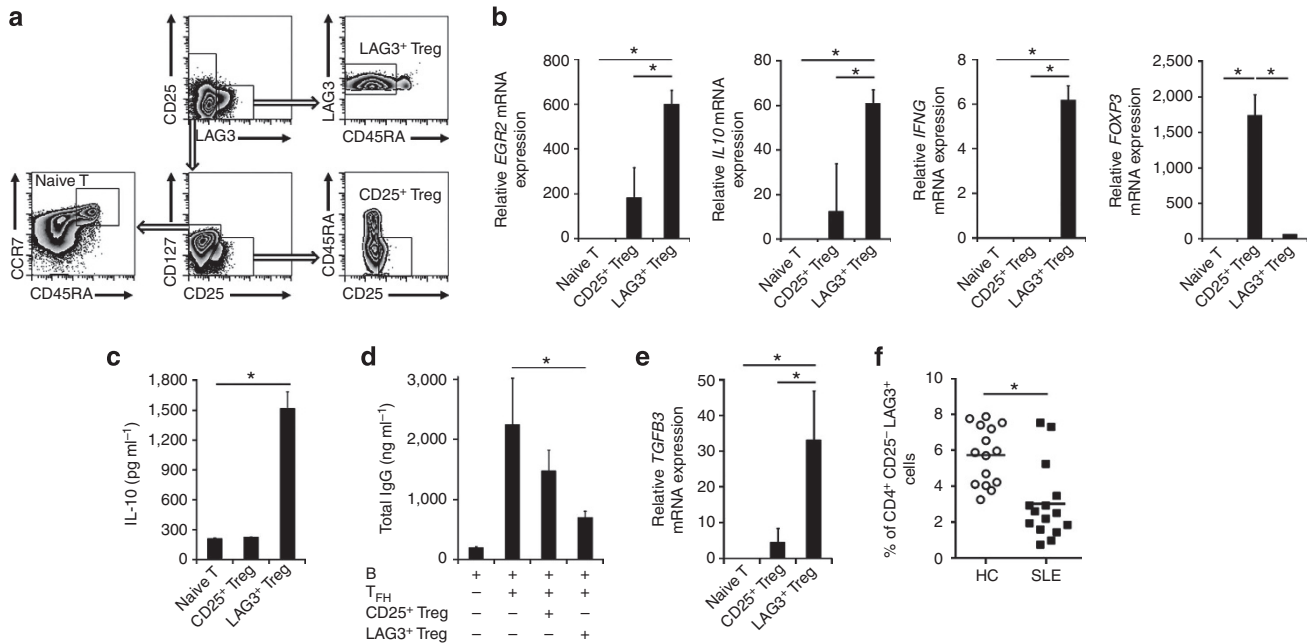 a
CD25
LAG3
LAG3
LAG3⁺ Treg
CD45RA
Naive T
CCR7
CD45RA
CD127
CD25
CD25⁺ Treg
CD45RA
CD25
b
Relative EGR2 mRNA
expression
800
600
400
200
0
*
*
Naive T
CD25⁺ Treg
LAG3⁺ Treg
Relative IL10 mRNA
expression
80
60
40
20
0
*
*
Naive T
CD25⁺ Treg
LAG3⁺ Treg
Relative IFNG
mRNA expression
8
6
4
2
0
*
*
Naive T
CD25⁺ Treg
LAG3⁺ Treg
Relative FOXP3
mRNA expression
2,500
2,000
1,500
1,000
500
0
* *
Naive T
CD25⁺ Treg
LAG3⁺ Treg
c
IL-10 (pg ml⁻¹)
1,800
1,500
1,200
900
600
300
0
*
Naive T
CD25⁺ Treg
LAG3⁺ Treg
d
Total IgG (ng ml⁻¹)
3,000
2,000
1,000
0
*
B + + + +
T_FH − + + +
CD25⁺ Treg − − + −
LAG3⁺ Treg − − − +
e
Relative TGFB3
mRNA expression
50
40
30
20
10
0
*
*
Naive T
CD25⁺ Treg
LAG3⁺ Treg
f
% of CD4⁺ CD25⁻ LAG3⁺
cells
10
8
6
4
2
0
*
HC SLE